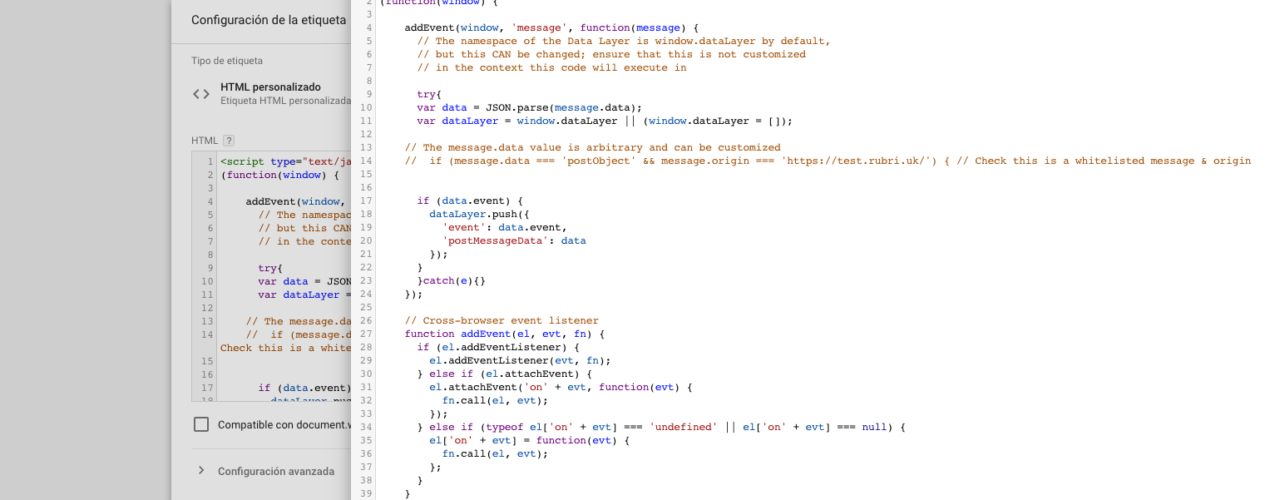 Configuración de la etiqueta
Tipo de etiqueta
HTML personalizado
Etiqueta HTML personalizada
HTML ?
1 <script type="text/ja
2 (function(window) {
3
4 addEvent(window,
5 // The namespac
6 // but this CAN
7 // in the conte
8
9 try{
10 var data = JSON
11 var dataLayer =
12
13 // The message.da
14 // if (message.d
Check this is a white
15
16
17 if (data.event)
18
Compatible con document.w
Configuración avanzada
2 (function(window) {
3
4 addEvent(window, 'message', function(message) {
5 // The namespace of the Data Layer is window.dataLayer by default,
6 // but this CAN be changed; ensure that this is not customized
7 // in the context this code will execute in
8
9 try{
10 var data = JSON.parse(message.data);
11 var dataLayer = window.dataLayer || (window.dataLayer = []);
12
13 // The message.data value is arbitrary and can be customized
14 // if (message.data === 'postObject' && message.origin === 'https://test.rubri.uk/') { // Check this is a whitelisted message & origin
15
16
17 if (data.event) {
18 dataLayer.push({
19 'event': data.event,
20 'postMessageData': data
21 });
22 }
23 }catch(e){}
24 });
25
26 // Cross-browser event listener
27 function addEvent(el, evt, fn) {
28 if (el.addEventListener) {
29 el.addEventListener(evt, fn);
30 } else if (el.attachEvent) {
31 el.attachEvent('on' + evt, function(evt) {
32 fn.call(el, evt);
33 });
34 } else if (typeof el['on' + evt] === 'undefined' || el['on' + evt] === null) {
35 el['on' + evt] = function(evt) {
36 fn.call(el, evt);
37 };
38 }
39 }